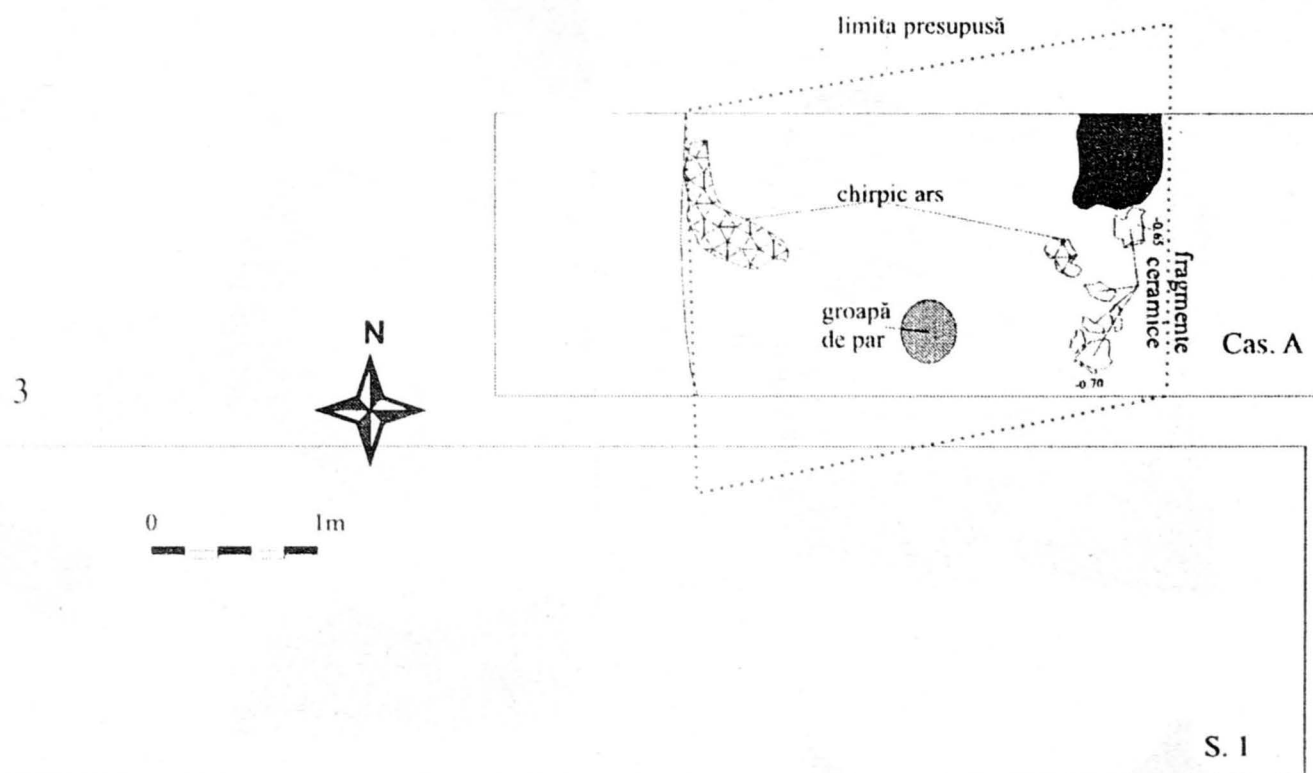 limita presupusă
chirpic ars
-0.65
fragmente
ceramice
groapă
de par
Cas. A
-0.70
N
3
0 1m
S. 1